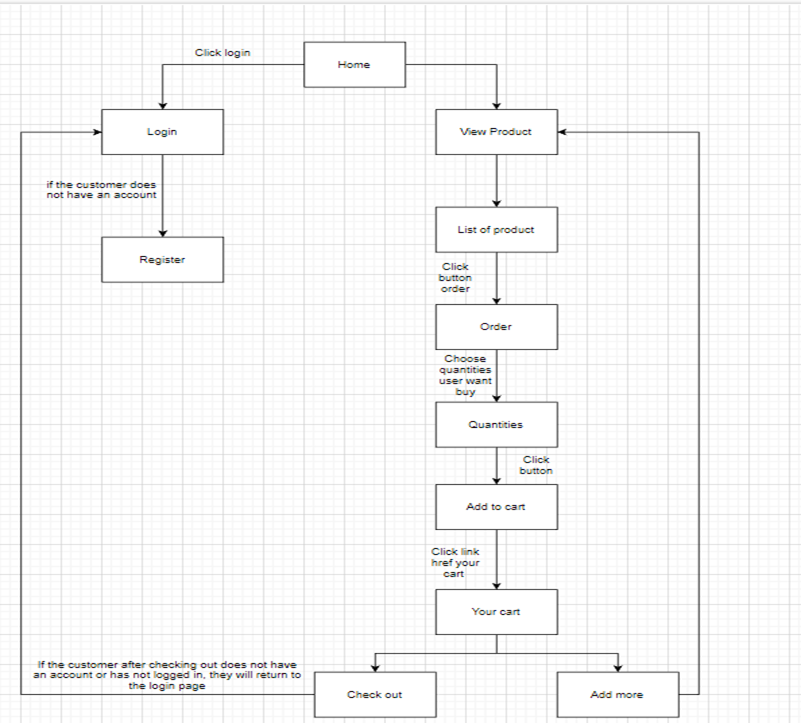 Click login
Home
Login
View Product
if the customer does
not have an account
List of product
Register
Click
button
order
Order
Choose
quantities
user want
buy
Quantities
Click
button
Add to cart
Click link
href your
cart
Your cart
If the customer after checking out does not have
an account or has not logged in, they will return to
the login page
Check out
Add more